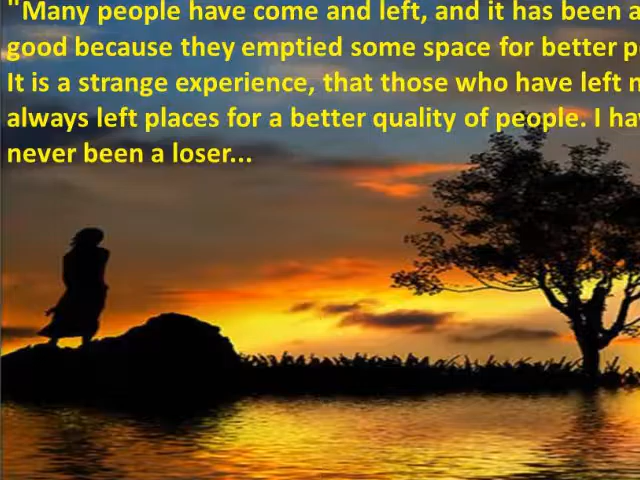 "Many people have come and left, and it has been a
good because they emptied some space for better p
It is a strange experience, that those who have left
always left places for a better quality of people. I ha
never been a loser...